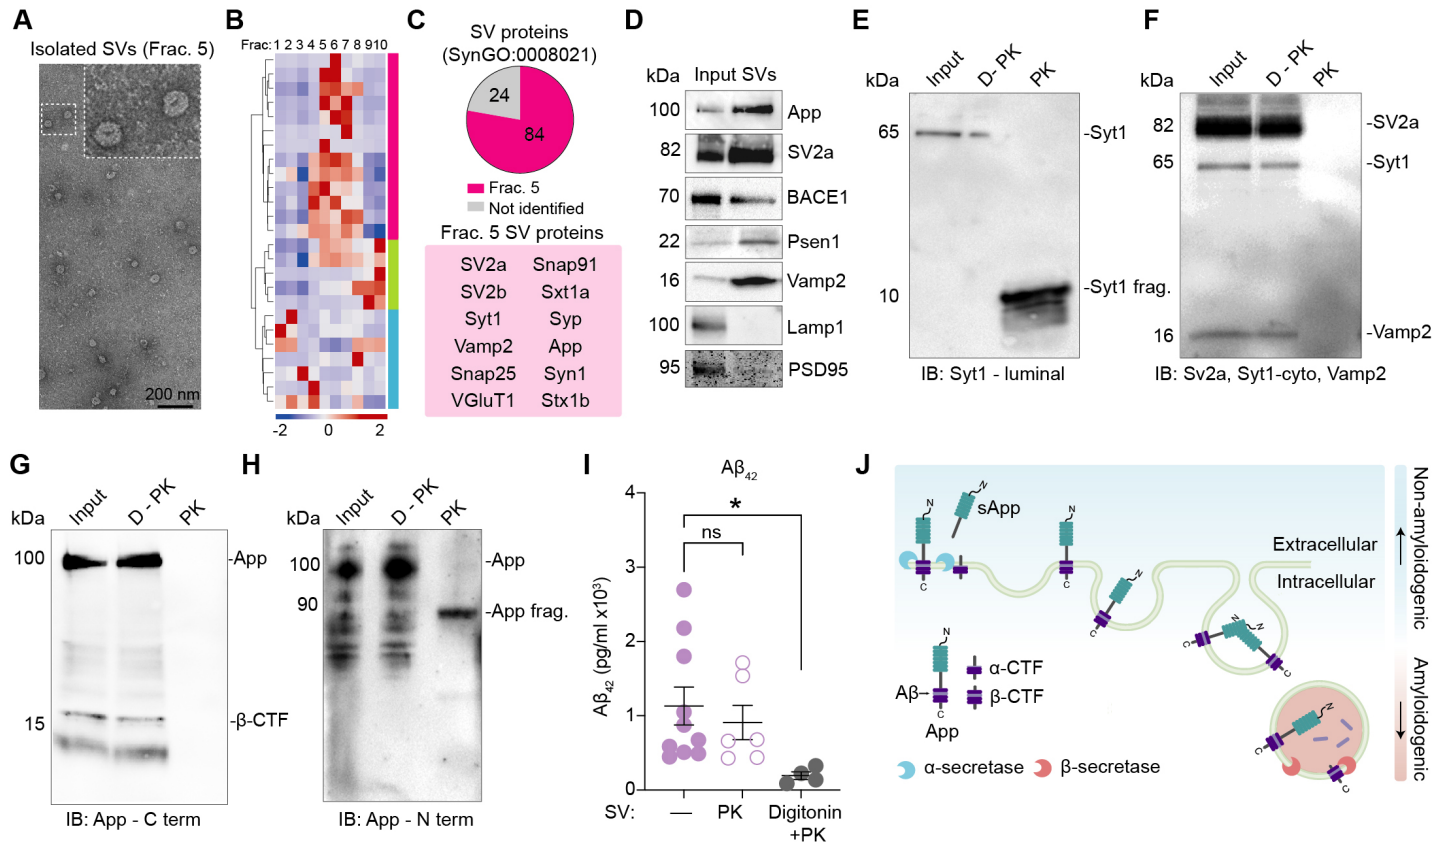 A
Isolated SVs (Frac. 5)
200 nm
B
Frac: 1 2 3 4 5 6 7 8 9 10
-2 0 2
C
SV proteins
(SynGO:0008021)
24
84
Frac. 5
Not identified
Frac. 5 SV proteins
SV2a Snap91
SV2b Sxt1a
Syt1 Syp
Vamp2 App
Snap25 Syn1
VGluT1 Stx1b
D
kDa Input SVs
100 App
82 SV2a
70 BACE1
22 Psen1
16 Vamp2
100 Lamp1
95 PSD95
E
kDa Input D- PK PK
65 -Syt1
10 -Syt1 frag.
IB: Syt1 - luminal
F
kDa Input D - PK PK
82 -SV2a
65 -Syt1
16 -Vamp2
IB: Sv2a, Syt1-cyto, Vamp2
G
kDa Input D - PK PK
100 -App
15 -β-CTF
IB: App - C term
H
kDa Input D - PK PK
100 -App
90 -App frag.
IB: App - N term
I
Aβ42
Aβ42 (pg/ml x10³)
4
3
2
1
0
*
ns
SV: — PK Digitonin
+PK
J
N
N
sApp
N
N
N
N
C
C
C
C
C
C
C
Extracellular
Intracellular
Non-amyloidogenic
Amyloidogenic
N
Aβ
C
App
α-CTF
β-CTF
α-secretase β-secretase